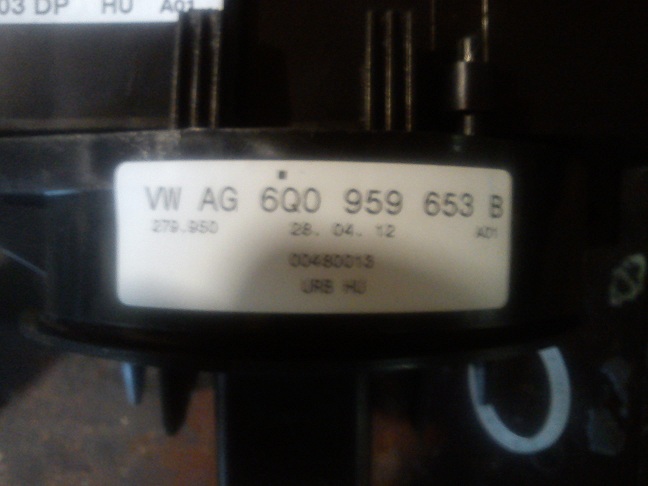 03 DP HU A01
VW AG 6Q0 959 653 B
279.950 28. 04. 12 A01
00480013
URB HU